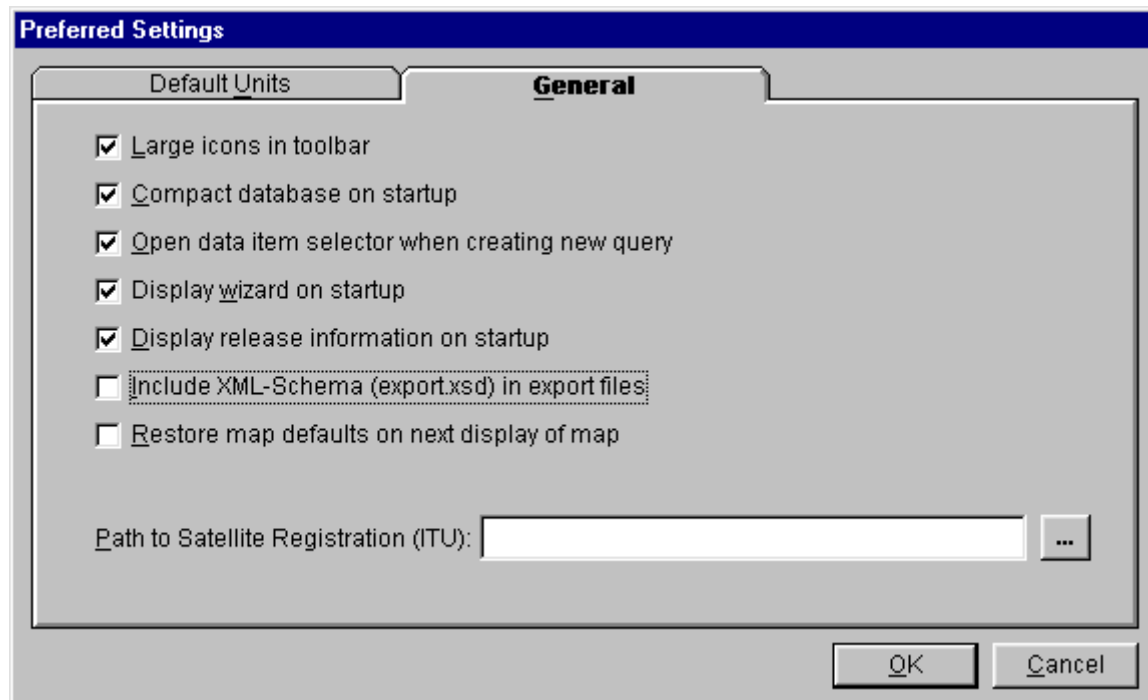 Preferred Settings
Default Units
General
Large icons in toolbar
Compact database on startup
Open data item selector when creating new query
Display wizard on startup
Display release information on startup
Include XML-Schema (export.xsd) in export files
Restore map defaults on next display of map
Path to Satellite Registration (ITU):
...
OK
Cancel